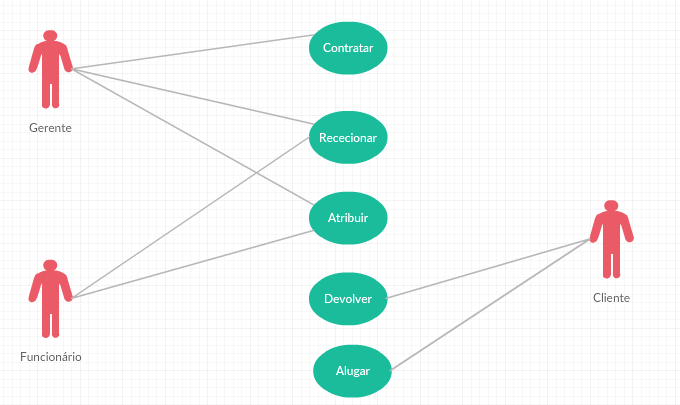 Contratar
Gerente
Rececionar
Atribuir
Devolver
Cliente
Funcionário
Alugar